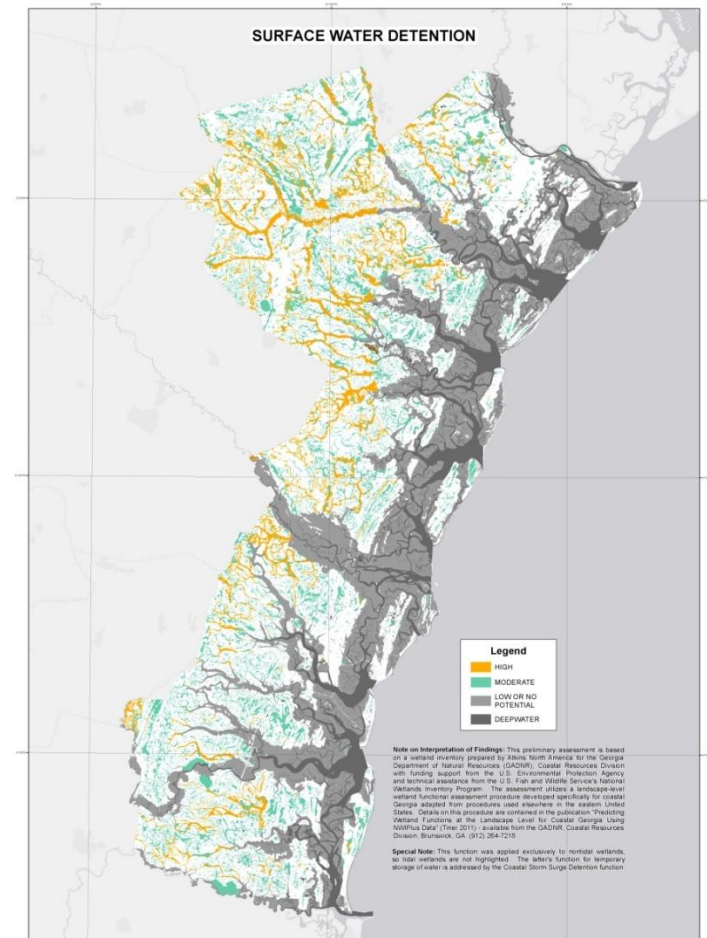 SURFACE WATER DETENTION
Legend
HIGH
MODERATE
LOW OR NO
POTENTIAL
DEEPWATER
Note on Interpretation of Findings: This preliminary assessment is based
on a wetland inventory prepared by Atkins North America for the Georgia
Department of Natural Resources (GADNR), Coastal Resources Division
with funding support from the U.S. Environmental Protection Agency
and technical assistance from the U.S. Fish and Wildlife Service's National
Wetlands Inventory Program. The assessment utilizes a landscape-level
wetland functional assessment procedure developed specifically for coastal
Georgia adapted from procedures used elsewhere in the eastern United
States. Details on this procedure are contained in the publication "Predicting
Wetland Functions at the Landscape Level for Coastal Georgia Using
NWIPlus Data" (Tiner 2011) - available from the GADNR, Coastal Resources
Division, Brunswick, GA. (912) 264-7218.
Special Note: This function was applied exclusively to nontidal wetlands,
so tidal wetlands are not highlighted. The latter's function for temporary
storage of water is addressed by the Coastal Storm Surge Detention function.